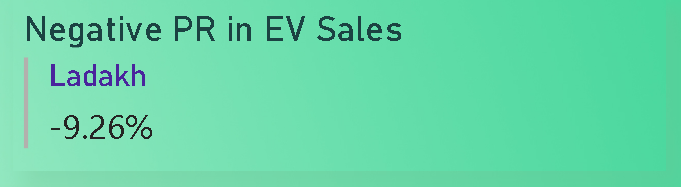 Negative PR in EV Sales
Ladakh
-9.26%